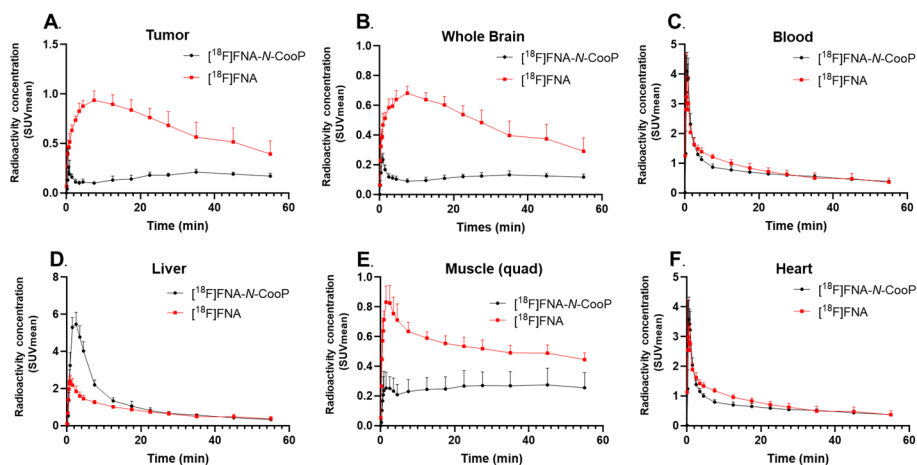 A.
Tumor
[¹⁸F]FNA-N-CooP
[¹⁸F]FNA
Radioactivity concentration
(SUVmean)
1.5
1.0
0.5
0.0
0
20
40
60
Time (min)
B.
Whole Brain
[¹⁸F]FNA-N-CooP
[¹⁸F]FNA
Radioactivity concentration
(SUVmean)
1.0
0.8
0.6
0.4
0.2
0.0
0
20
40
60
Times (min)
C.
Blood
[¹⁸F]FNA-N-CooP
[¹⁸F]FNA
Radioactivity concentration
(SUVmean)
5
4
3
2
1
0
0
20
40
60
Time (min)
D.
Liver
[¹⁸F]FNA-N-CooP
[¹⁸F]FNA
Radioactivity concentration
(SUVmean)
8
6
4
2
0
0
20
40
60
Time (min)
E.
Muscle (quad)
[¹⁸F]FNA-N-CooP
[¹⁸F]FNA
Radioactivity concentration
(SUVmean)
1.0
0.8
0.6
0.4
0.2
0.0
0
20
40
60
Time (min)
F.
Heart
[¹⁸F]FNA-N-CooP
[¹⁸F]FNA
Radioactivity concentration
(SUVmean)
5
4
3
2
1
0
0
20
40
60
Time (min)